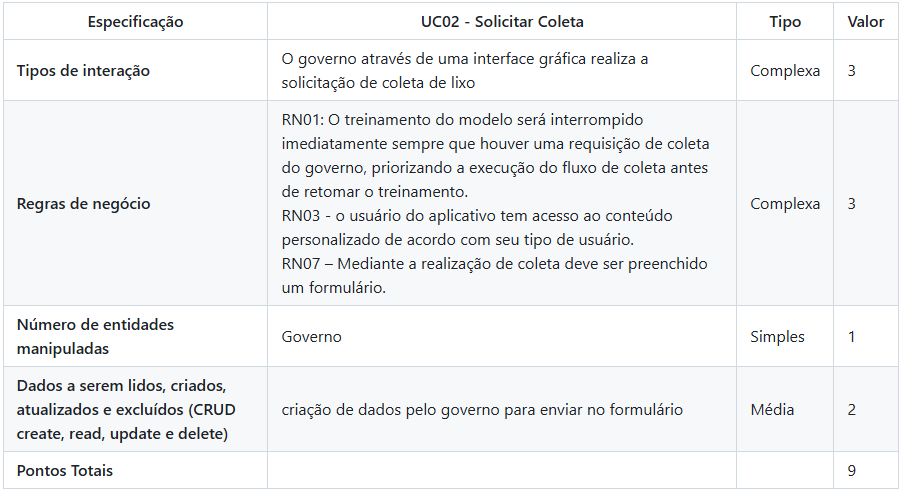 Especificação UC02 - Solicitar Coleta Tipo Valor
Tipos de interação O governo através de uma interface gráfica realiza a
solicitação de coleta de lixo Complexa 3
Regras de negócio RN01: O treinamento do modelo será interrompido
imediatamente sempre que houver uma requisição de coleta
do governo, priorizando a execução do fluxo de coleta antes
de retomar o treinamento.
RN03 - o usuário do aplicativo tem acesso ao conteúdo
personalizado de acordo com seu tipo de usuário.
RN07 – Mediante a realização de coleta deve ser preenchido
um formulário. Complexa 3
Número de entidades
manipuladas Governo Simples 1
Dados a serem lidos, criados,
atualizados e excluídos (CRUD
create, read, update e delete) criação de dados pelo governo para enviar no formulário Média 2
Pontos Totais 9